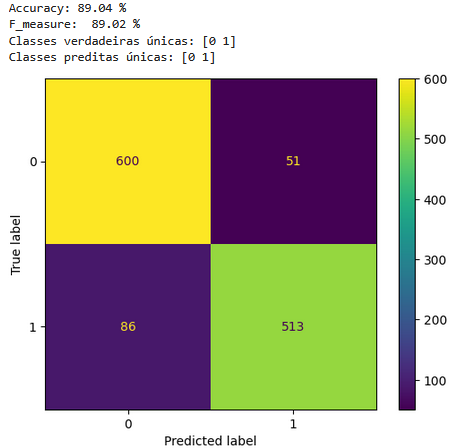 Accuracy: 89.04 %
F_measure:  89.02 %
Classes verdadeiras únicas: [0 1]
Classes preditas únicas: [0 1]
600
600 51
500
0
400
True label
300
86 513
1
200
100
0 1
Predicted label